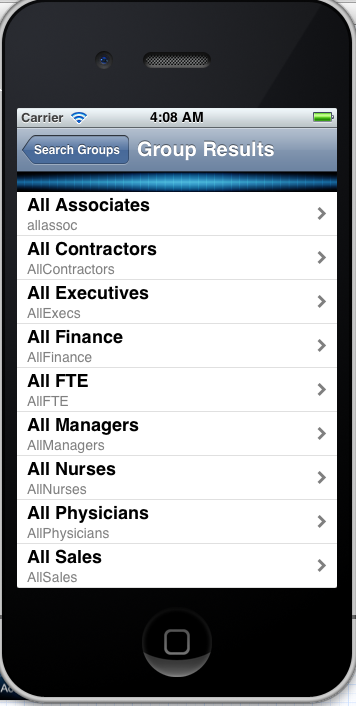 Carrier 4:08 AM
Search Groups Group Results
All Associates
allassoc
All Contractors
AllContractors
All Executives
AllExecs
All Finance
AllFinance
All FTE
AllFTE
All Managers
AllManagers
All Nurses
AllNurses
All Physicians
AllPhysicians
All Sales
AllSales